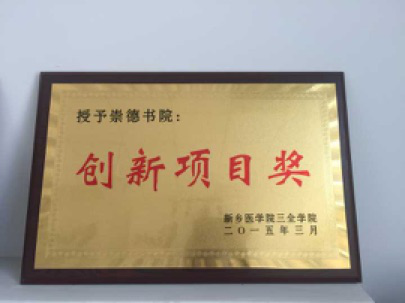 授予崇德书院：
创新项目奖
新乡医学院三全学院
二〇一五年三月